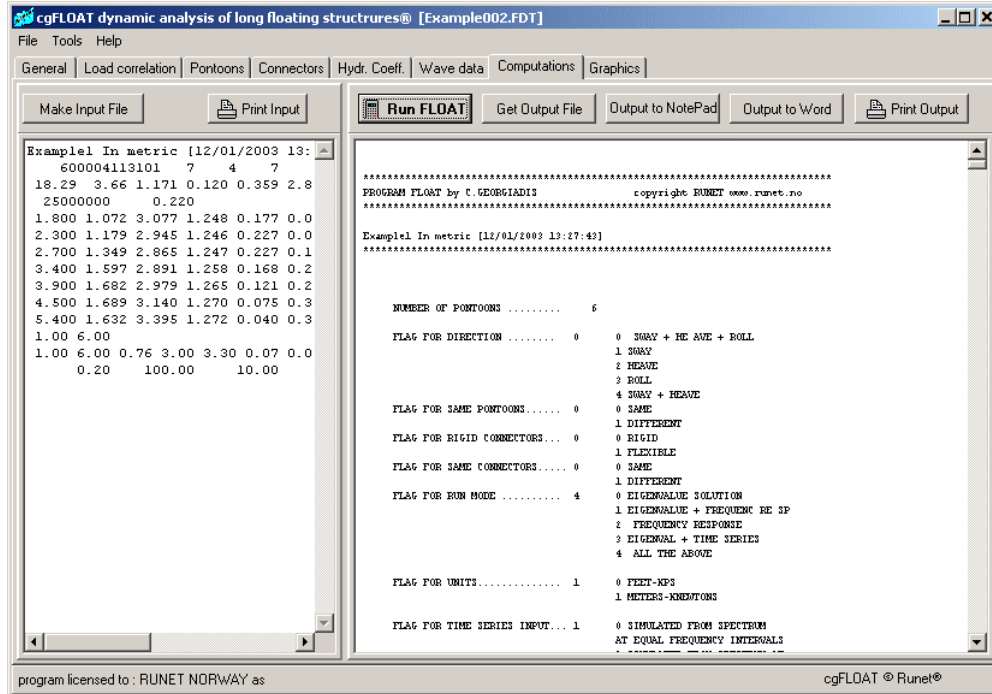 cgFLOAT dynamic analysis of long floating structrures® [Example002.FDT]
File Tools Help
General Load correlation Pontoons Connectors Hydr. Coeff. Wave data Computations Graphics
Make Input File Print Input Run FLOAT Get Output File Output to NotePad Output to Word Print Output
Example1 In metric [12/01/2003 13:
600004113101 7 4 7
18.29 3.66 1.171 0.120 0.359 2.8
25000000 0.220
1.800 1.072 3.077 1.248 0.177 0.0
2.300 1.179 2.945 1.246 0.227 0.0
2.700 1.349 2.865 1.247 0.227 0.1
3.400 1.597 2.891 1.258 0.168 0.2
3.900 1.682 2.979 1.265 0.121 0.2
4.500 1.689 3.140 1.270 0.075 0.3
5.400 1.632 3.395 1.272 0.040 0.3
1.00 6.00
1.00 6.00 0.76 3.00 3.30 0.07 0.0
0.20 100.00 10.00
******************************************************************************
PROGRAM FLOAT by C.GEORGIADIS copyright RUNET www.runet.no
******************************************************************************
Example1 In metric [12/01/2003 13:27:43]
******************************************************************************
NUMBER OF PONTOONS ......... 6
FLAG FOR DIRECTION ........ 0 0 SWAY + HE AVE + ROLL
1 SWAY
2 HEAVE
3 ROLL
4 SWAY + HEAVE
FLAG FOR SAME PONTOONS...... 0 0 SAME
1 DIFFERENT
FLAG FOR RIGID CONNECTORS... 0 0 RIGID
1 FLEXIBLE
FLAG FOR SAME CONNECTORS..... 0 0 SAME
1 DIFFERENT
FLAG FOR RUN MODE .......... 4 0 EIGENVALUE SOLUTION
1 EIGENVALUE + FREQUENC RE SP
2 FREQUENCY RESPONSE
3 EIGENVAL + TIME SERIES
4 ALL THE ABOVE
FLAG FOR UNITS.............. 1 0 FEET-KPS
1 METERS-KNEWTONS
FLAG FOR TIME SERIES INPUT... 1 0 SIMULATED FROM SPECTRUM
AT EQUAL FREQUENCY INTERVALS
program licensed to : RUNET NORWAY as cgFLOAT © Runet®